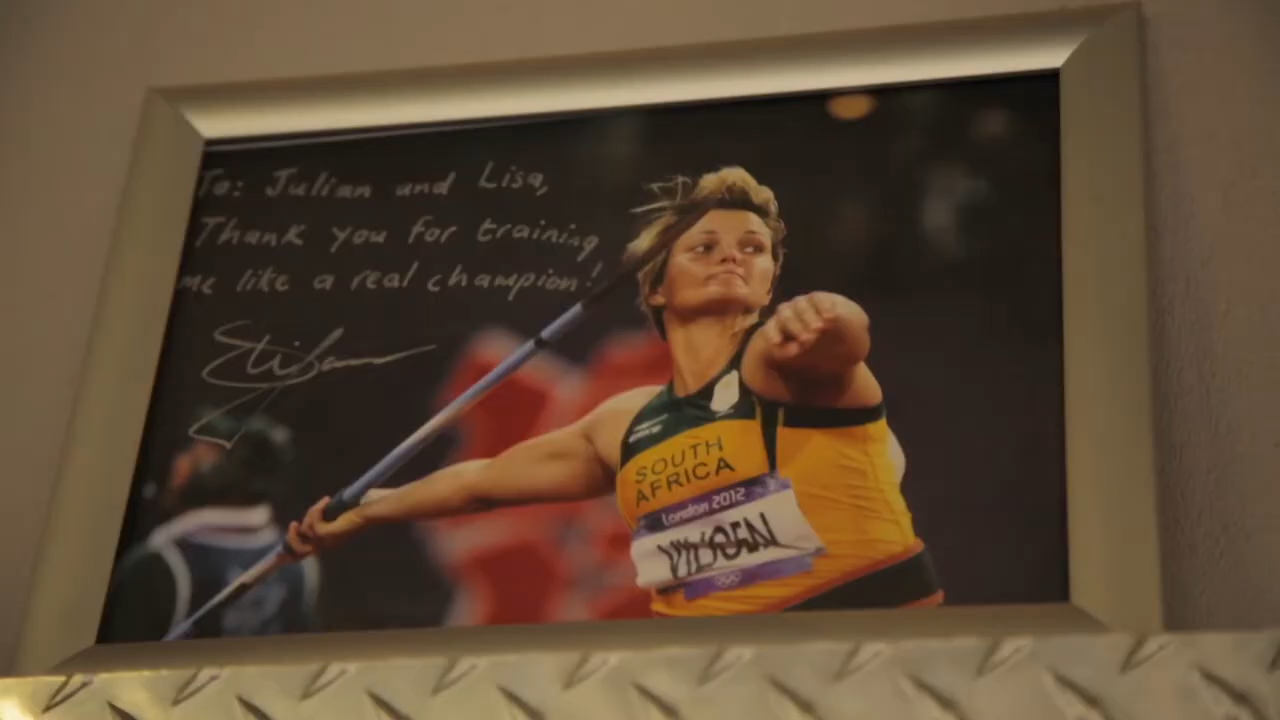 To: Julian and Lisa,
Thank you for training
me like a real champion!
SOUTH
AFRICA
London 2012